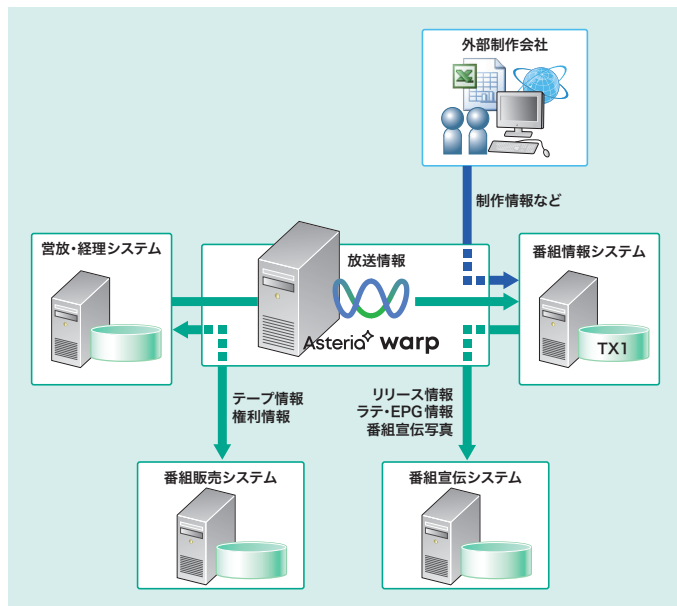 外部制作会社
制作情報など
営放・経理システム
放送情報
番組情報システム
Asteria warp
TX1
テープ情報
権利情報
リリース情報
ラテ・EPG情報
番組宣伝写真
番組販売システム
番組宣伝システム